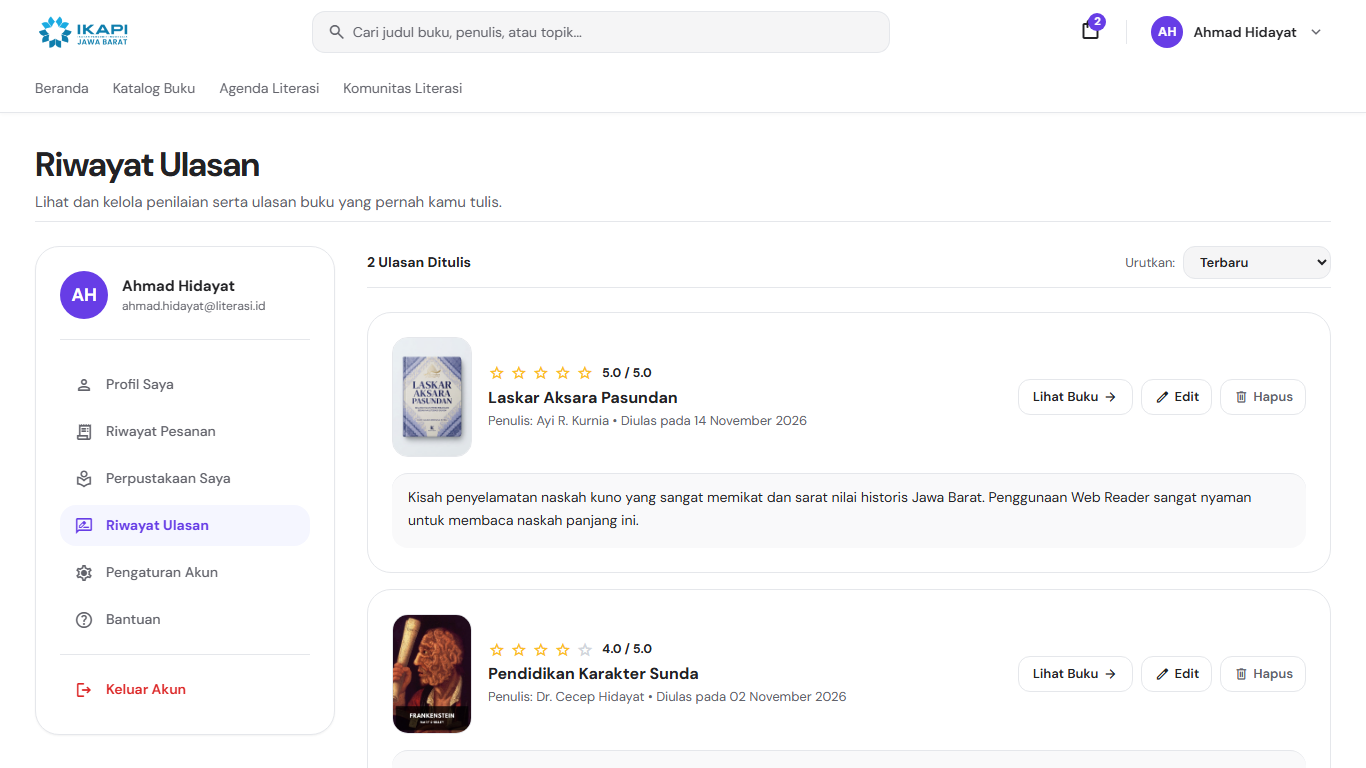 IKAPI
JAWA BARAT
Cari judul buku, penulis, atau topik...
2
AH
Ahmad Hidayat
Beranda
Katalog Buku
Agenda Literasi
Komunitas Literasi
Riwayat Ulasan
Lihat dan kelola penilaian serta ulasan buku yang pernah kamu tulis.
AH
Ahmad Hidayat
ahmad.hidayat@literasi.id
Profil Saya
Riwayat Pesanan
Perpustakaan Saya
Riwayat Ulasan
Pengaturan Akun
Bantuan
Keluar Akun
2 Ulasan Ditulis
Urutkan:
Terbaru
LASKAR
AKSARA
PASUNDAN
5.0 / 5.0
Laskar Aksara Pasundan
Penulis: Ayi R. Kurnia • Diulas pada 14 November 2026
Lihat Buku →
Edit
Hapus
Kisah penyelamatan naskah kuno yang sangat memikat dan sarat nilai historis Jawa Barat. Penggunaan Web Reader sangat nyaman
untuk membaca naskah panjang ini.
FRANKENSTEIN
4.0 / 5.0
Pendidikan Karakter Sunda
Penulis: Dr. Cecep Hidayat • Diulas pada 02 November 2026
Lihat Buku →
Edit
Hapus